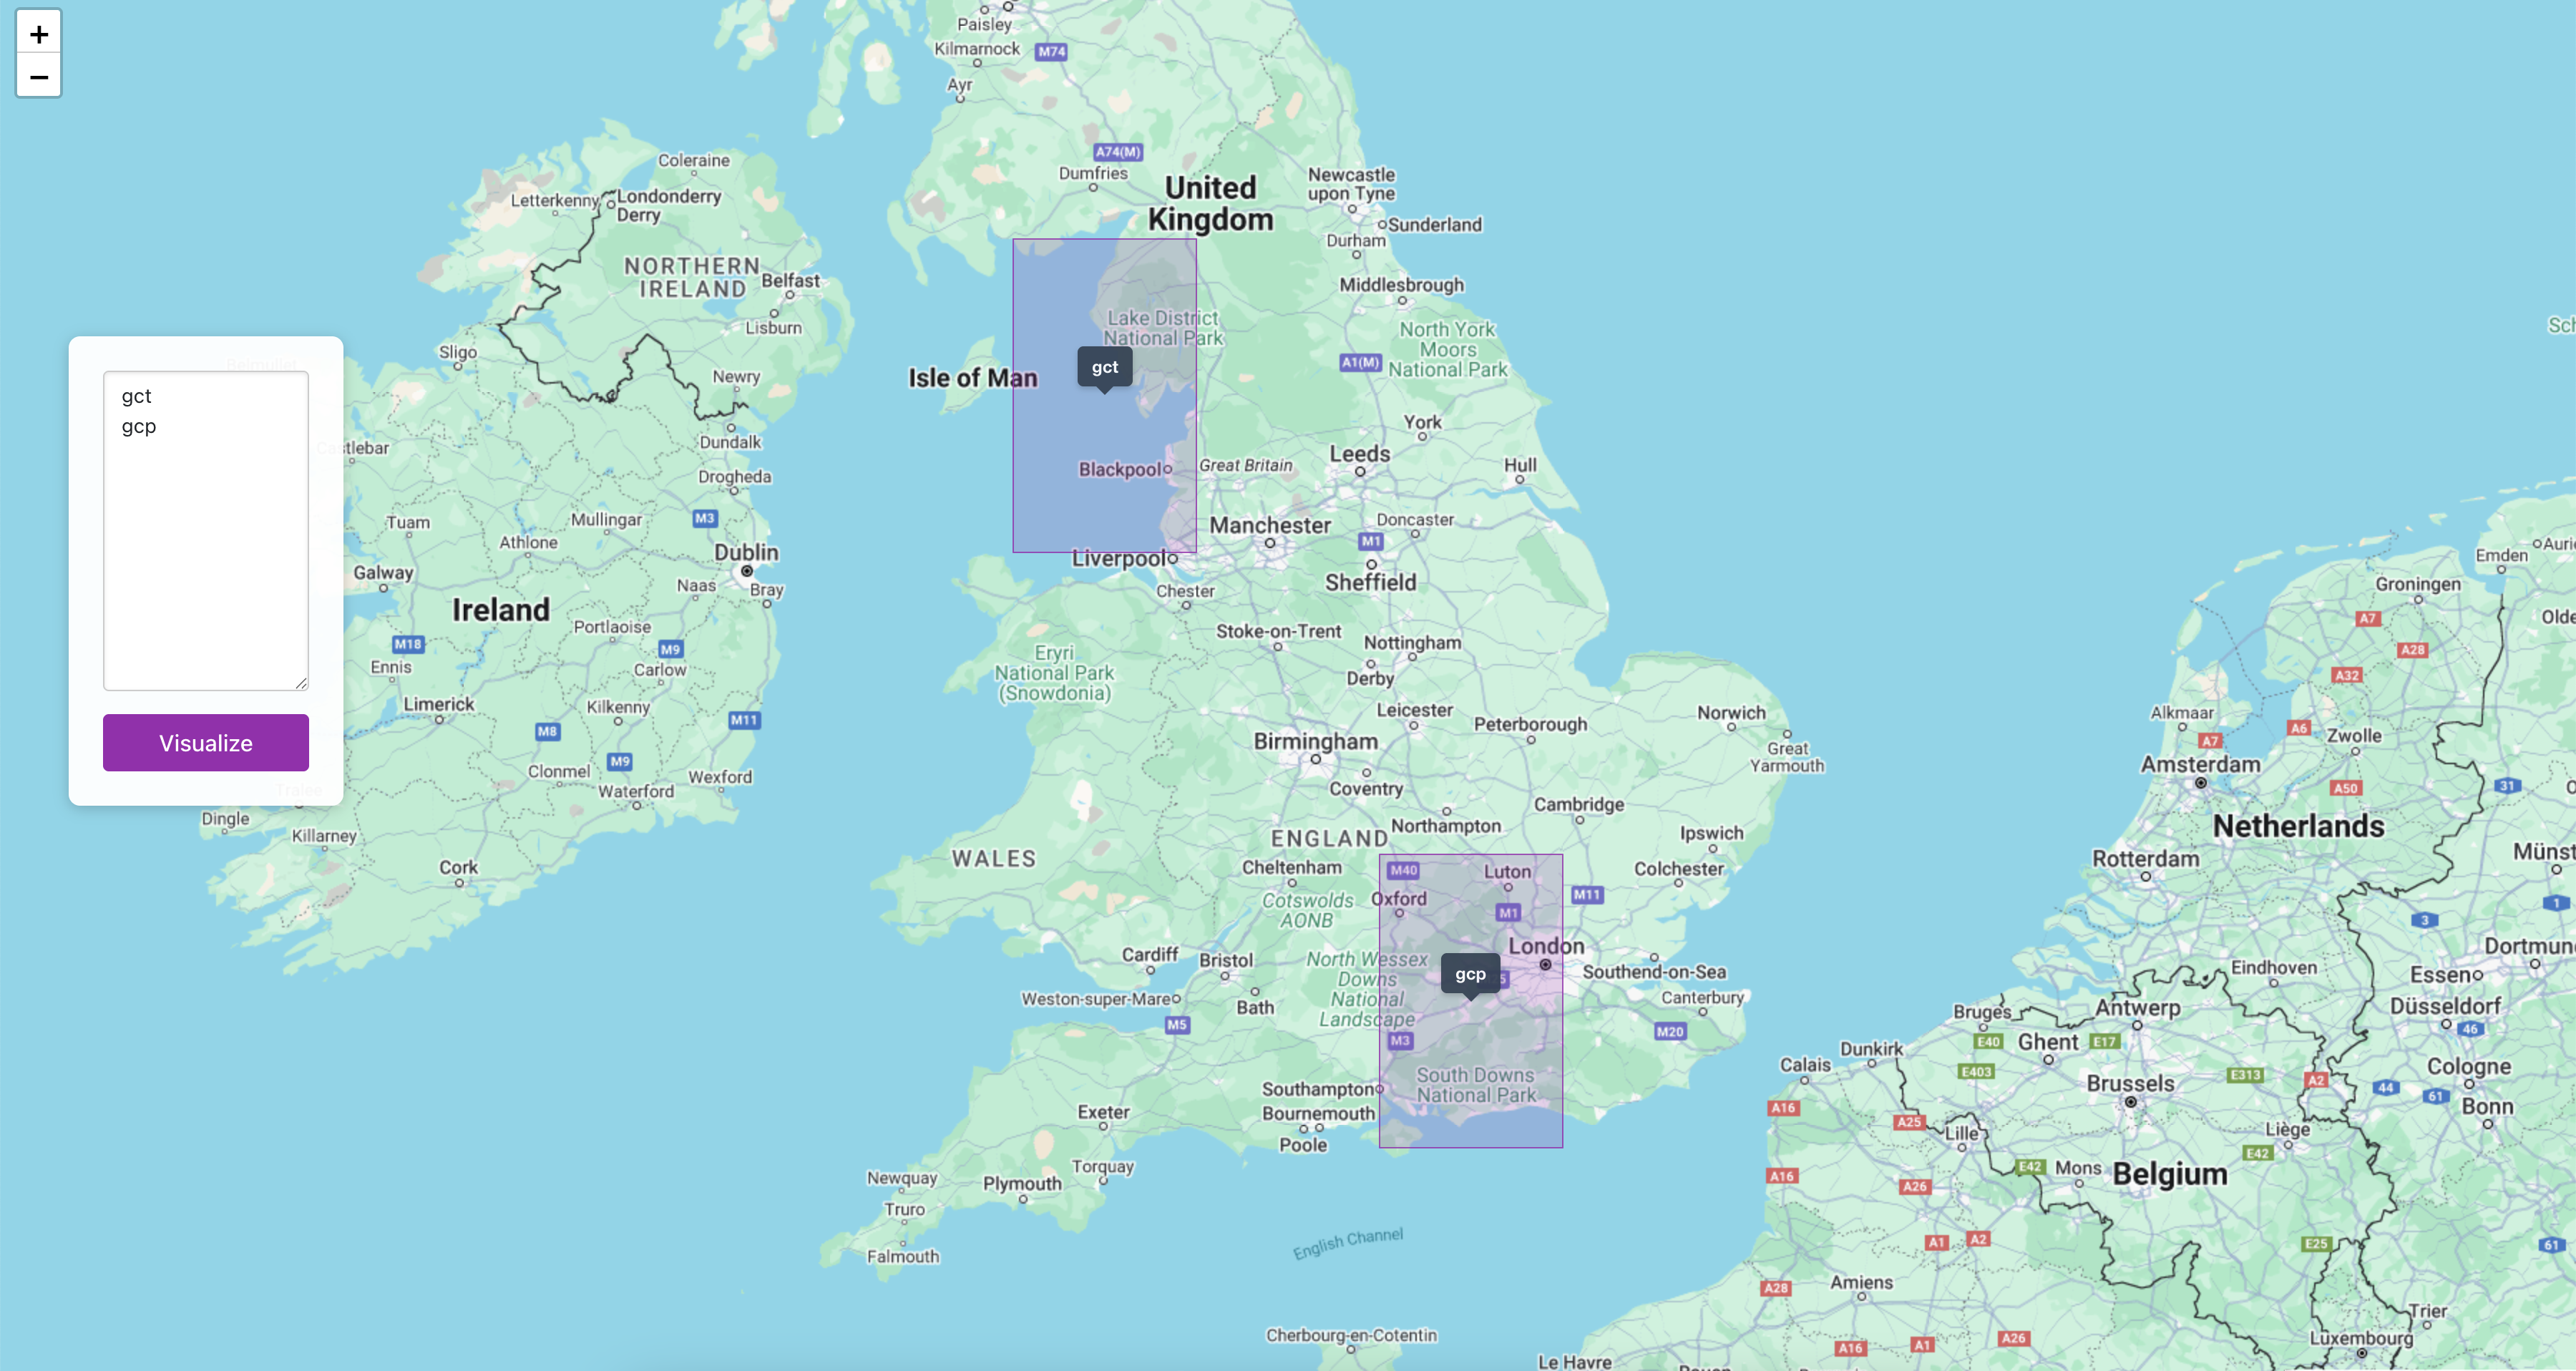 +
−
gct
gcp
Visualize
Paisley
Kilmarnock
M74
Ayr
A74(M)
Dumfries
United
Kingdom
Newcastle
upon Tyne
Sunderland
Durham
Middlesbrough
Coleraine
Letterkenny
Londonderry
Derry
NORTHERN
IRELAND
Belfast
Lisburn
Sligo
Newry
Dundalk
Drogheda
Isle of Man
Lake District
National Park
gct
North York
Moors
National Park
A1(M)
York
Leeds
Hull
Blackpool
Great Britain
Manchester
Doncaster
M1
Sheffield
Liverpool
Chester
Castlebar
Tuam
Mullingar
M3
Athlone
Dublin
Galway
Naas
Bray
Ireland
Portlaoise
M18
M9
Ennis
Carlow
Limerick
Kilkenny
M11
M8
M9
Clonmel
Wexford
Waterford
Tralee
Dingle
Killarney
Cork
Eryri
National Park
(Snowdonia)
Stoke-on-Trent
Nottingham
Derby
Leicester
Peterborough
Norwich
Great
Yarmouth
Birmingham
Coventry
Cambridge
Northampton
Ipswich
ENGLAND
WALES
Cheltenham
Colchester
M40
Luton
Oxford
M11
Cotswolds
AONB
M1
London
Cardiff
Bristol
North Wessex
Downs
National
Landscape
gcp
Southend-on-Sea
Weston-super-Mare
Bath
Canterbury
M5
M3
M20
Southampton
South Downs
National Park
Bournemouth
Poole
Exeter
Torquay
Newquay
Plymouth
Truro
Falmouth
English Channel
Cherbourg-en-Cotentin
Le Havre
Emden
Groningen
A7
A28
A32
Alkmaar
A7
A6
Zwolle
Amsterdam
A50
31
Netherlands
Rotterdam
1
3
Eindhoven
Essen
Düsseldorf
46
Bruges
Antwerp
E40
Ghent
E17
Dunkirk
Calais
E403
Brussels
E313
A2
44
61
Cologne
Bonn
A16
A25
Lille
Liège
E42
E42
Mons
Belgium
A16
A26
A1
A2
E25
61
A28
Amiens
Trier
Luxembourg
A16
A1
A26